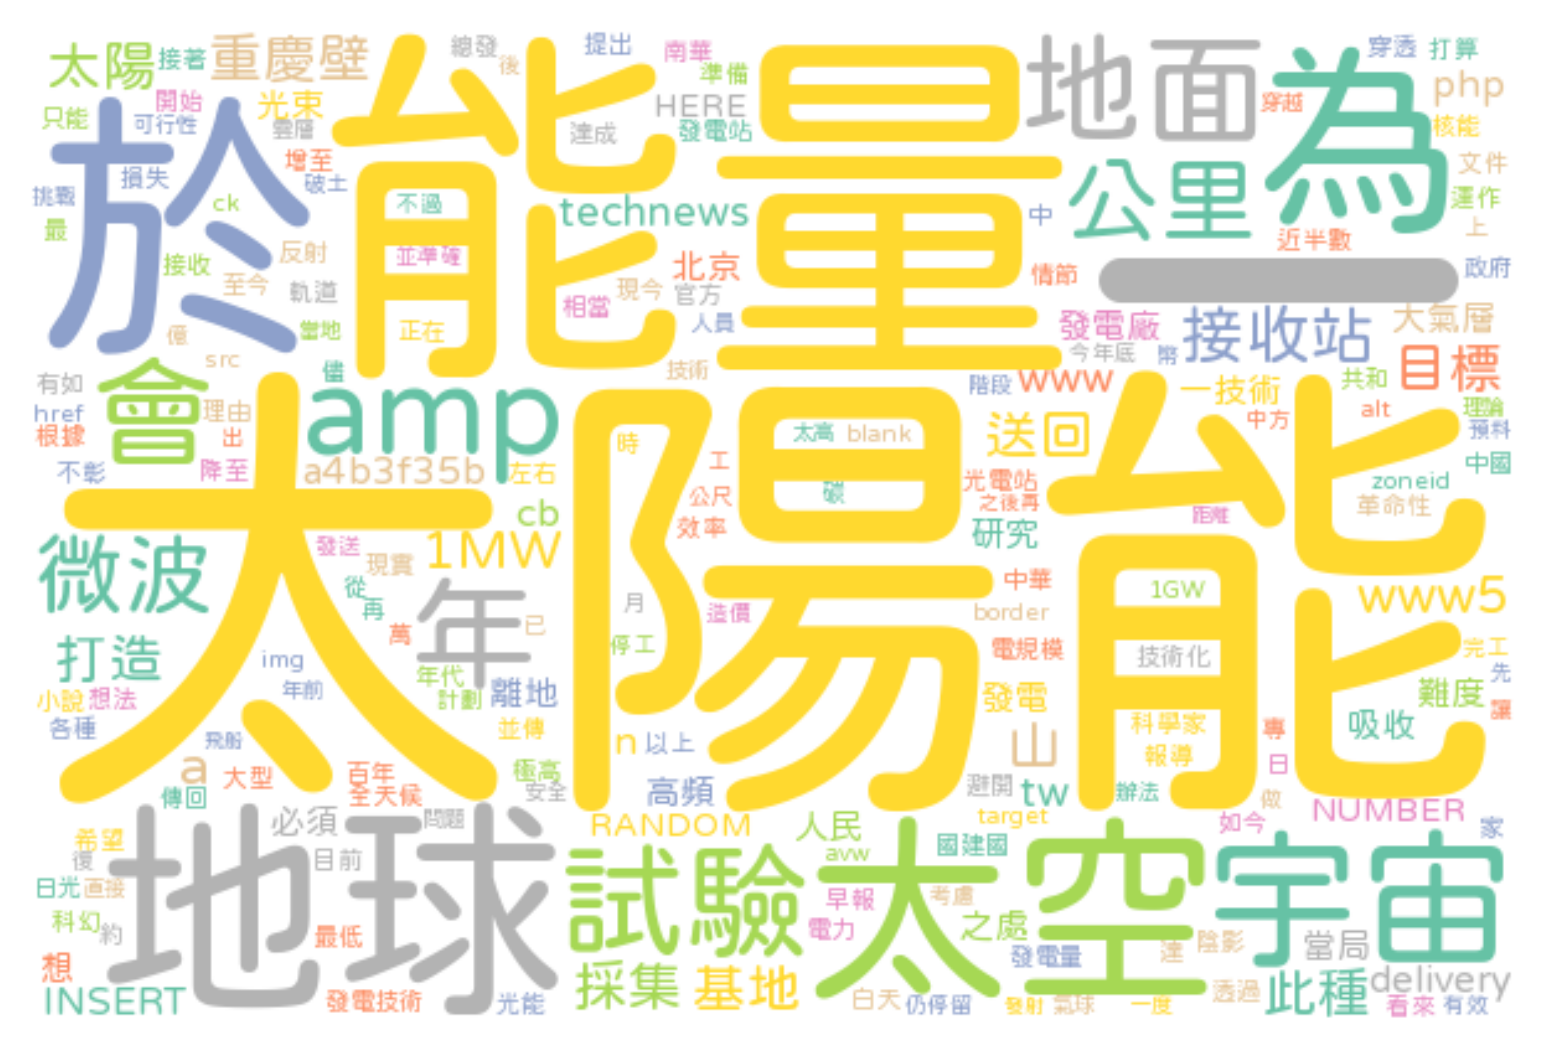 太陽 接著 重慶壁 總發 後 提出 南華 準備 地面 為 穿透 打算
只能 開始 光束 能量 HERE 穿越 php
可行性 雲層 達成 發電站 核能
於 增至 公里 文件
挑戰 損失 破土 不過 technews 中 運作
最 ck 上
接收 反射 並準確 北京 情節 近半數 政府
至今 軌道 相當 現今 官方 一
億 當地 正在 人員 發電廠 接收站 大氣層
src 技術 今年底 幣 目標
有如 會 儘 amp 階段 www 一技術 共和
href 理由 太陽能 送回 中方 alt 理論
根據 出 時 太高 blank 預料
不彰 降至 a4b3f35b 左右 工 光電站 zoneid 中國
公尺 碳 之後再 革命性
cb 效率 研究 距離
微波 發送 現實 1MW
從 年 月 造價 中華 1GW www5
再 已 border
打造 萬 停工 電規模 技術化 完工
img 年代 先
小說 想法 年前 計劃 離地 發電 難度 讓
各種 飛船 並傳 n 以上 山 科學家 專 吸收
a 大型 百年 極高 報導 日
傳回 全天候 安全 高頻 避開 tw 辦法 做
地球 必須 問題 RANDOM 人民 target 如今 NUMBER
希望 試驗 avw 國建國 家
復 目前 太空 宇宙
日光 直接 早報 考慮
科幻 約 最低 電力 之處 陰影 當局
想 採集 基地 發電量 達 delivery
INSERT 發電技術 光能 白天 仍停留 發射 氣球 一度 透過 此種 看來 有效